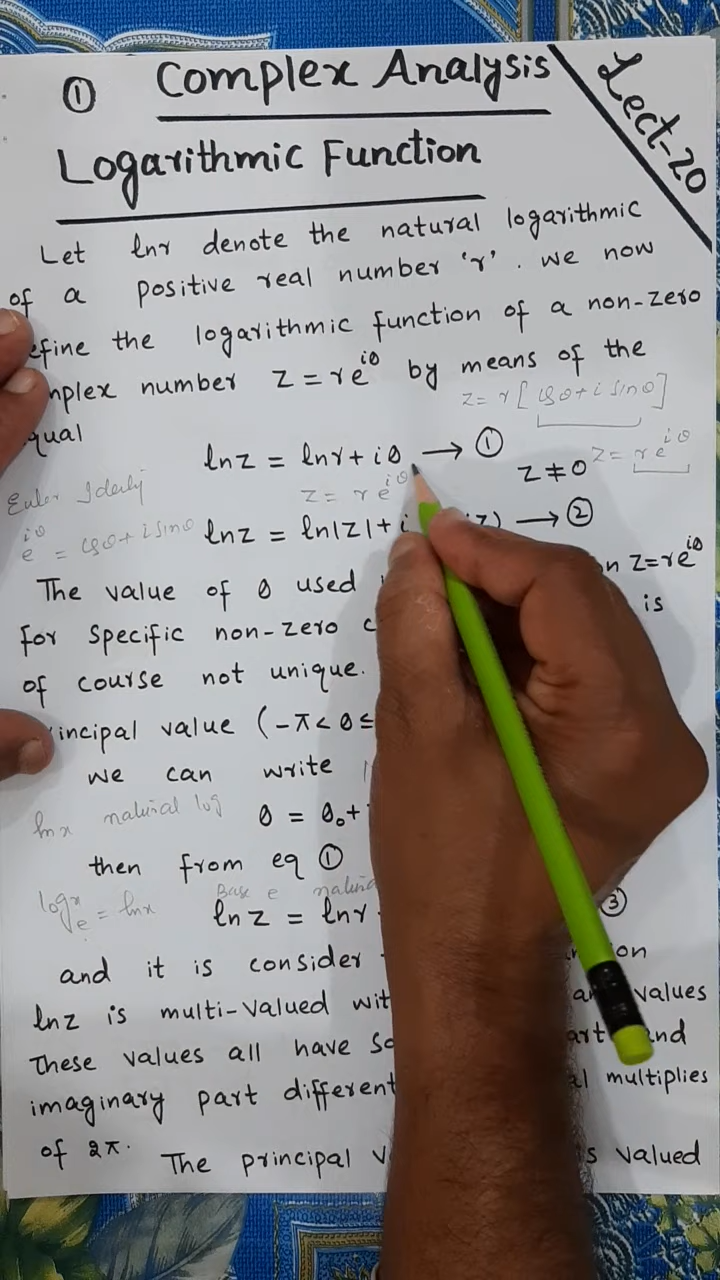 ① Complex Analysis
Lect-20
Logarithmic Function
Let lnr denote the natural logarithmic
of a positive real number 'r'. we now
efine the logarithmic function of a non-zero
mplex number z = re^{iθ} by means of the
z = r[cosθ + i sinθ]
qual
lnz = lnr + iθ → ①
z ≠ 0 z = re^{iθ}
Euler
z = re^{iθ}
e^{iθ} = cosθ + i sinθ
lnz = ln|z| + i z) → ②
The value of θ used n z = re^{iθ}
for specific non-zero c is
of course not unique.
incipal value (-π < θ ≤
we can write
lnx natural log
θ = θ₀ +
then from eq ①
Base e
log_e^x = lnx
lnz = lnr ③
and it is consider on
lnz is multi-valued wit values
These values all have art and
imaginary part different l multiplies
of 2π.
The principal v s valued